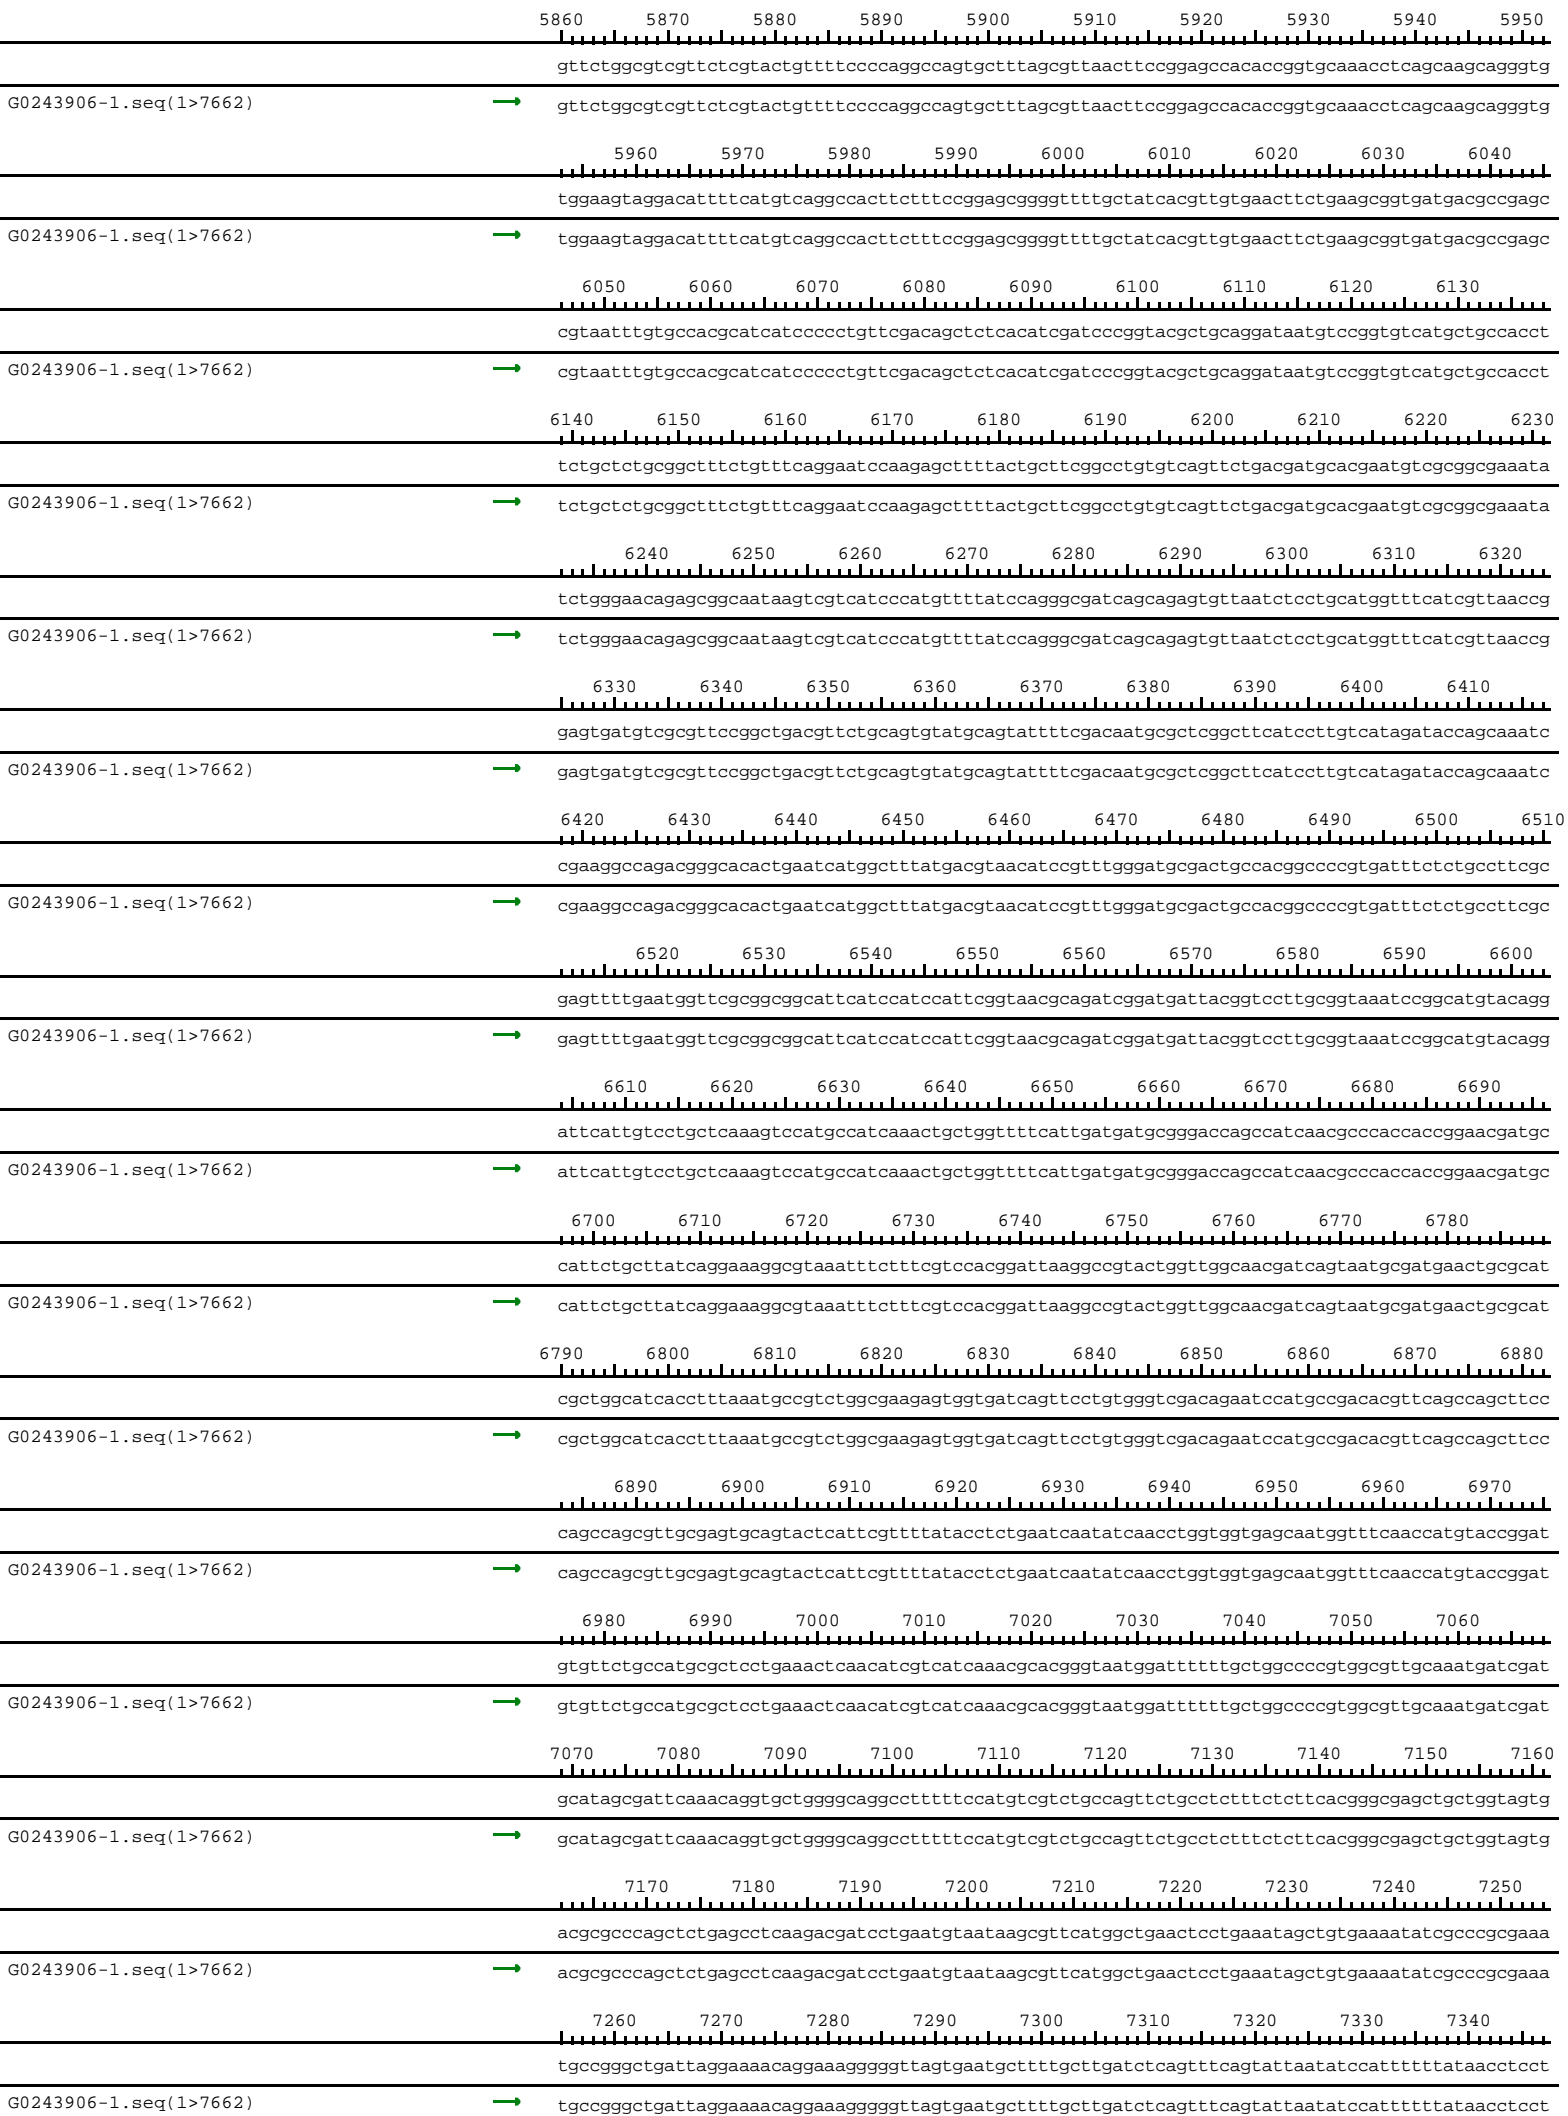 5860 5870 5880 5890 5900 5910 5920 5930 5940 5950
gttctggcgtcgttctcgtactgttttccccaggccagtgctttagcgttaacttccggagccacaccggtgcaaacctcagcaagcagggtg
G0243906-1.seq(1>7662) gttctggcgtcgttctcgtactgttttccccaggccagtgctttagcgttaacttccggagccacaccggtgcaaacctcagcaagcagggtg
5960 5970 5980 5990 6000 6010 6020 6030 6040
tggaagtaggacattttcatgtcaggccacttctttccggagcggggttttgctatcacgttgtgaacttctgaagcggtgatgacgccgagc
G0243906-1.seq(1>7662) tggaagtaggacattttcatgtcaggccacttctttccggagcggggttttgctatcacgttgtgaacttctgaagcggtgatgacgccgagc
6050 6060 6070 6080 6090 6100 6110 6120 6130
cgtaatttgtgccacgcatcatccccctgttcgacagctctcacatcgatcccggtacgctgcaggataatgtccggtgtcatgctgccacct
G0243906-1.seq(1>7662) cgtaatttgtgccacgcatcatccccctgttcgacagctctcacatcgatcccggtacgctgcaggataatgtccggtgtcatgctgccacct
6140 6150 6160 6170 6180 6190 6200 6210 6220 6230
tctgctctgcggctttctgtttcaggaatccaagagcttttactgcttcggcctgtgtcagttctgacgatgcacgaatgtcgcggcgaaata
G0243906-1.seq(1>7662) tctgctctgcggctttctgtttcaggaatccaagagcttttactgcttcggcctgtgtcagttctgacgatgcacgaatgtcgcggcgaaata
6240 6250 6260 6270 6280 6290 6300 6310 6320
tctgggaacagagcggcaataagtcgtcatcccatgttttatccagggcgatcagcagagtgttaatctcctgcatggtttcatcgttaaccg
G0243906-1.seq(1>7662) tctgggaacagagcggcaataagtcgtcatcccatgttttatccagggcgatcagcagagtgttaatctcctgcatggtttcatcgttaaccg
6330 6340 6350 6360 6370 6380 6390 6400 6410
gagtgatgtcgcgttccggctgacgttctgcagtgtatgcagtattttcgacaatgcgctcggcttcatccttgtcatagataccagcaaatc
G0243906-1.seq(1>7662) gagtgatgtcgcgttccggctgacgttctgcagtgtatgcagtattttcgacaatgcgctcggcttcatccttgtcatagataccagcaaatc
6420 6430 6440 6450 6460 6470 6480 6490 6500 6510
cgaaggccagacgggcacactgaatcatggctttatgacgtaacatccgtttgggatgcgactgccacggccccgtgatttctctgccttcgc
G0243906-1.seq(1>7662) cgaaggccagacgggcacactgaatcatggctttatgacgtaacatccgtttgggatgcgactgccacggccccgtgatttctctgccttcgc
6520 6530 6540 6550 6560 6570 6580 6590 6600
gagttttgaatggttcgcggcggcattcatccatccattcggtaacgcagatcggatgattacggtccttgcggtaaatccggcatgtacagg
G0243906-1.seq(1>7662) gagttttgaatggttcgcggcggcattcatccatccattcggtaacgcagatcggatgattacggtccttgcggtaaatccggcatgtacagg
6610 6620 6630 6640 6650 6660 6670 6680 6690
attcattgtcctgctcaaagtccatgccatcaaactgctggttttcattgatgatgcgggaccagccatcaacgcccaccaccggaacgatgc
G0243906-1.seq(1>7662) attcattgtcctgctcaaagtccatgccatcaaactgctggttttcattgatgatgcgggaccagccatcaacgcccaccaccggaacgatgc
6700 6710 6720 6730 6740 6750 6760 6770 6780
cattctgcttatcaggaaaggcgtaaatttctttcgtccacggattaaggccgtactggttggcaacgatcagtaatgcgatgaactgcgcat
G0243906-1.seq(1>7662) cattctgcttatcaggaaaggcgtaaatttctttcgtccacggattaaggccgtactggttggcaacgatcagtaatgcgatgaactgcgcat
6790 6800 6810 6820 6830 6840 6850 6860 6870 6880
cgctggcatcacctttaaatgccgtctggcgaagagtggtgatcagttcctgtgggtcgacagaatccatgccgacacgttcagccagcttcc
G0243906-1.seq(1>7662) cgctggcatcacctttaaatgccgtctggcgaagagtggtgatcagttcctgtgggtcgacagaatccatgccgacacgttcagccagcttcc
6890 6900 6910 6920 6930 6940 6950 6960 6970
cagccagcgttgcgagtgcagtactcattcgttttatacctctgaatcaatatcaacctggtggtgagcaatggtttcaaccatgtaccggat
G0243906-1.seq(1>7662) cagccagcgttgcgagtgcagtactcattcgttttatacctctgaatcaatatcaacctggtggtgagcaatggtttcaaccatgtaccggat
6980 6990 7000 7010 7020 7030 7040 7050 7060
gtgttctgccatgcgctcctgaaactcaacatcgtcatcaaacgcacgggtaatggattttttgctggccccgtggcgttgcaaatgatcgat
G0243906-1.seq(1>7662) gtgttctgccatgcgctcctgaaactcaacatcgtcatcaaacgcacgggtaatggattttttgctggccccgtggcgttgcaaatgatcgat
7070 7080 7090 7100 7110 7120 7130 7140 7150 7160
gcatagcgattcaaacaggtgctggggcaggcctttttccatgtcgtctgccagttctgcctctttctcttcacgggcgagctgctggtagtg
G0243906-1.seq(1>7662) gcatagcgattcaaacaggtgctggggcaggcctttttccatgtcgtctgccagttctgcctctttctcttcacgggcgagctgctggtagtg
7170 7180 7190 7200 7210 7220 7230 7240 7250
acgcgcccagctctgagcctcaagacgatcctgaatgtaataagcgttcatggctgaactcctgaaatagctgtgaaaatatcgcccgcgaaa
G0243906-1.seq(1>7662) acgcgcccagctctgagcctcaagacgatcctgaatgtaataagcgttcatggctgaactcctgaaatagctgtgaaaatatcgcccgcgaaa
7260 7270 7280 7290 7300 7310 7320 7330 7340
tgccgggctgattaggaaaacaggaaagggggttagtgaatgcttttgcttgatctcagtttcagtattaatatccattttttataacctcct
G0243906-1.seq(1>7662) tgccgggctgattaggaaaacaggaaagggggttagtgaatgcttttgcttgatctcagtttcagtattaatatccattttttataacctcct